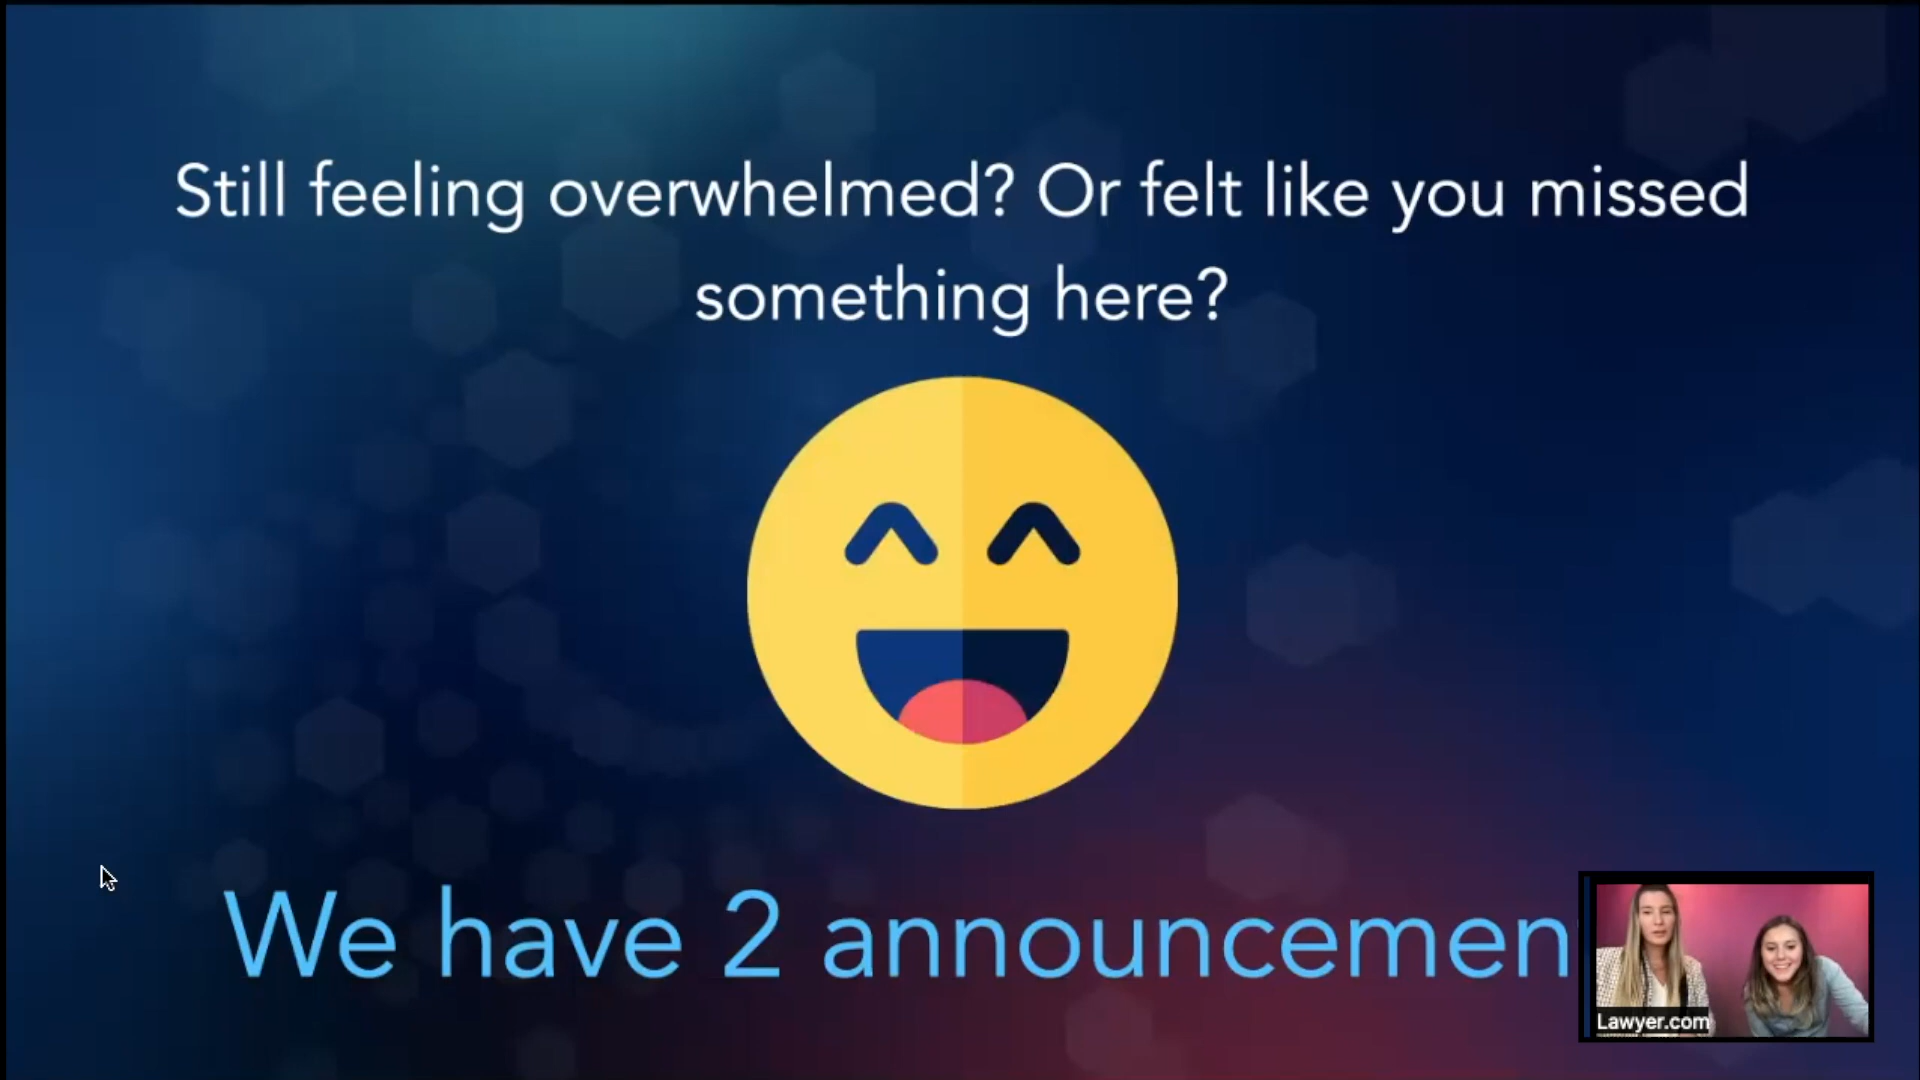 Still feeling overwhelmed? Or felt like you missed
something here?
We have 2 announcemen
Lawyer.com